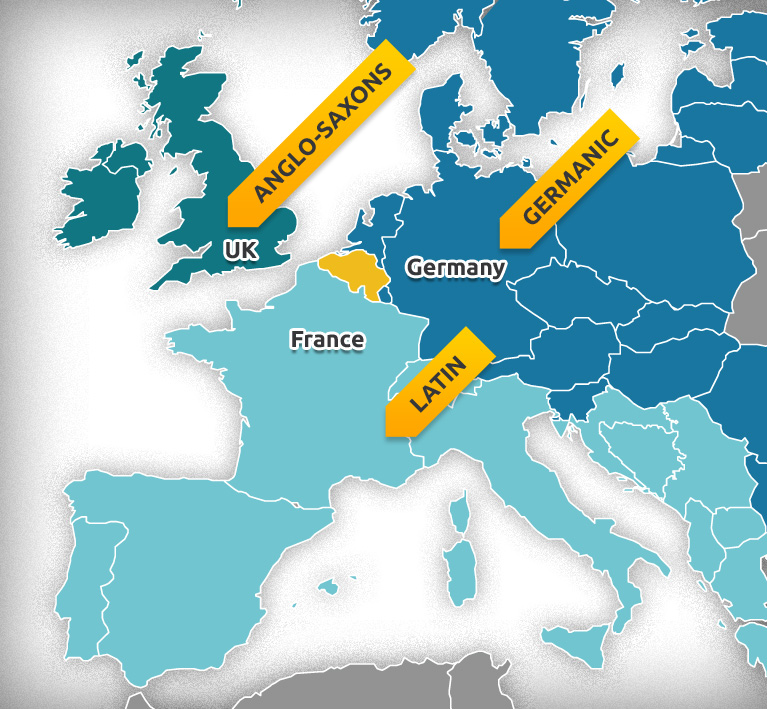 ANGLO-SAXONS
GERMANIC
UK
Germany
France
LATIN